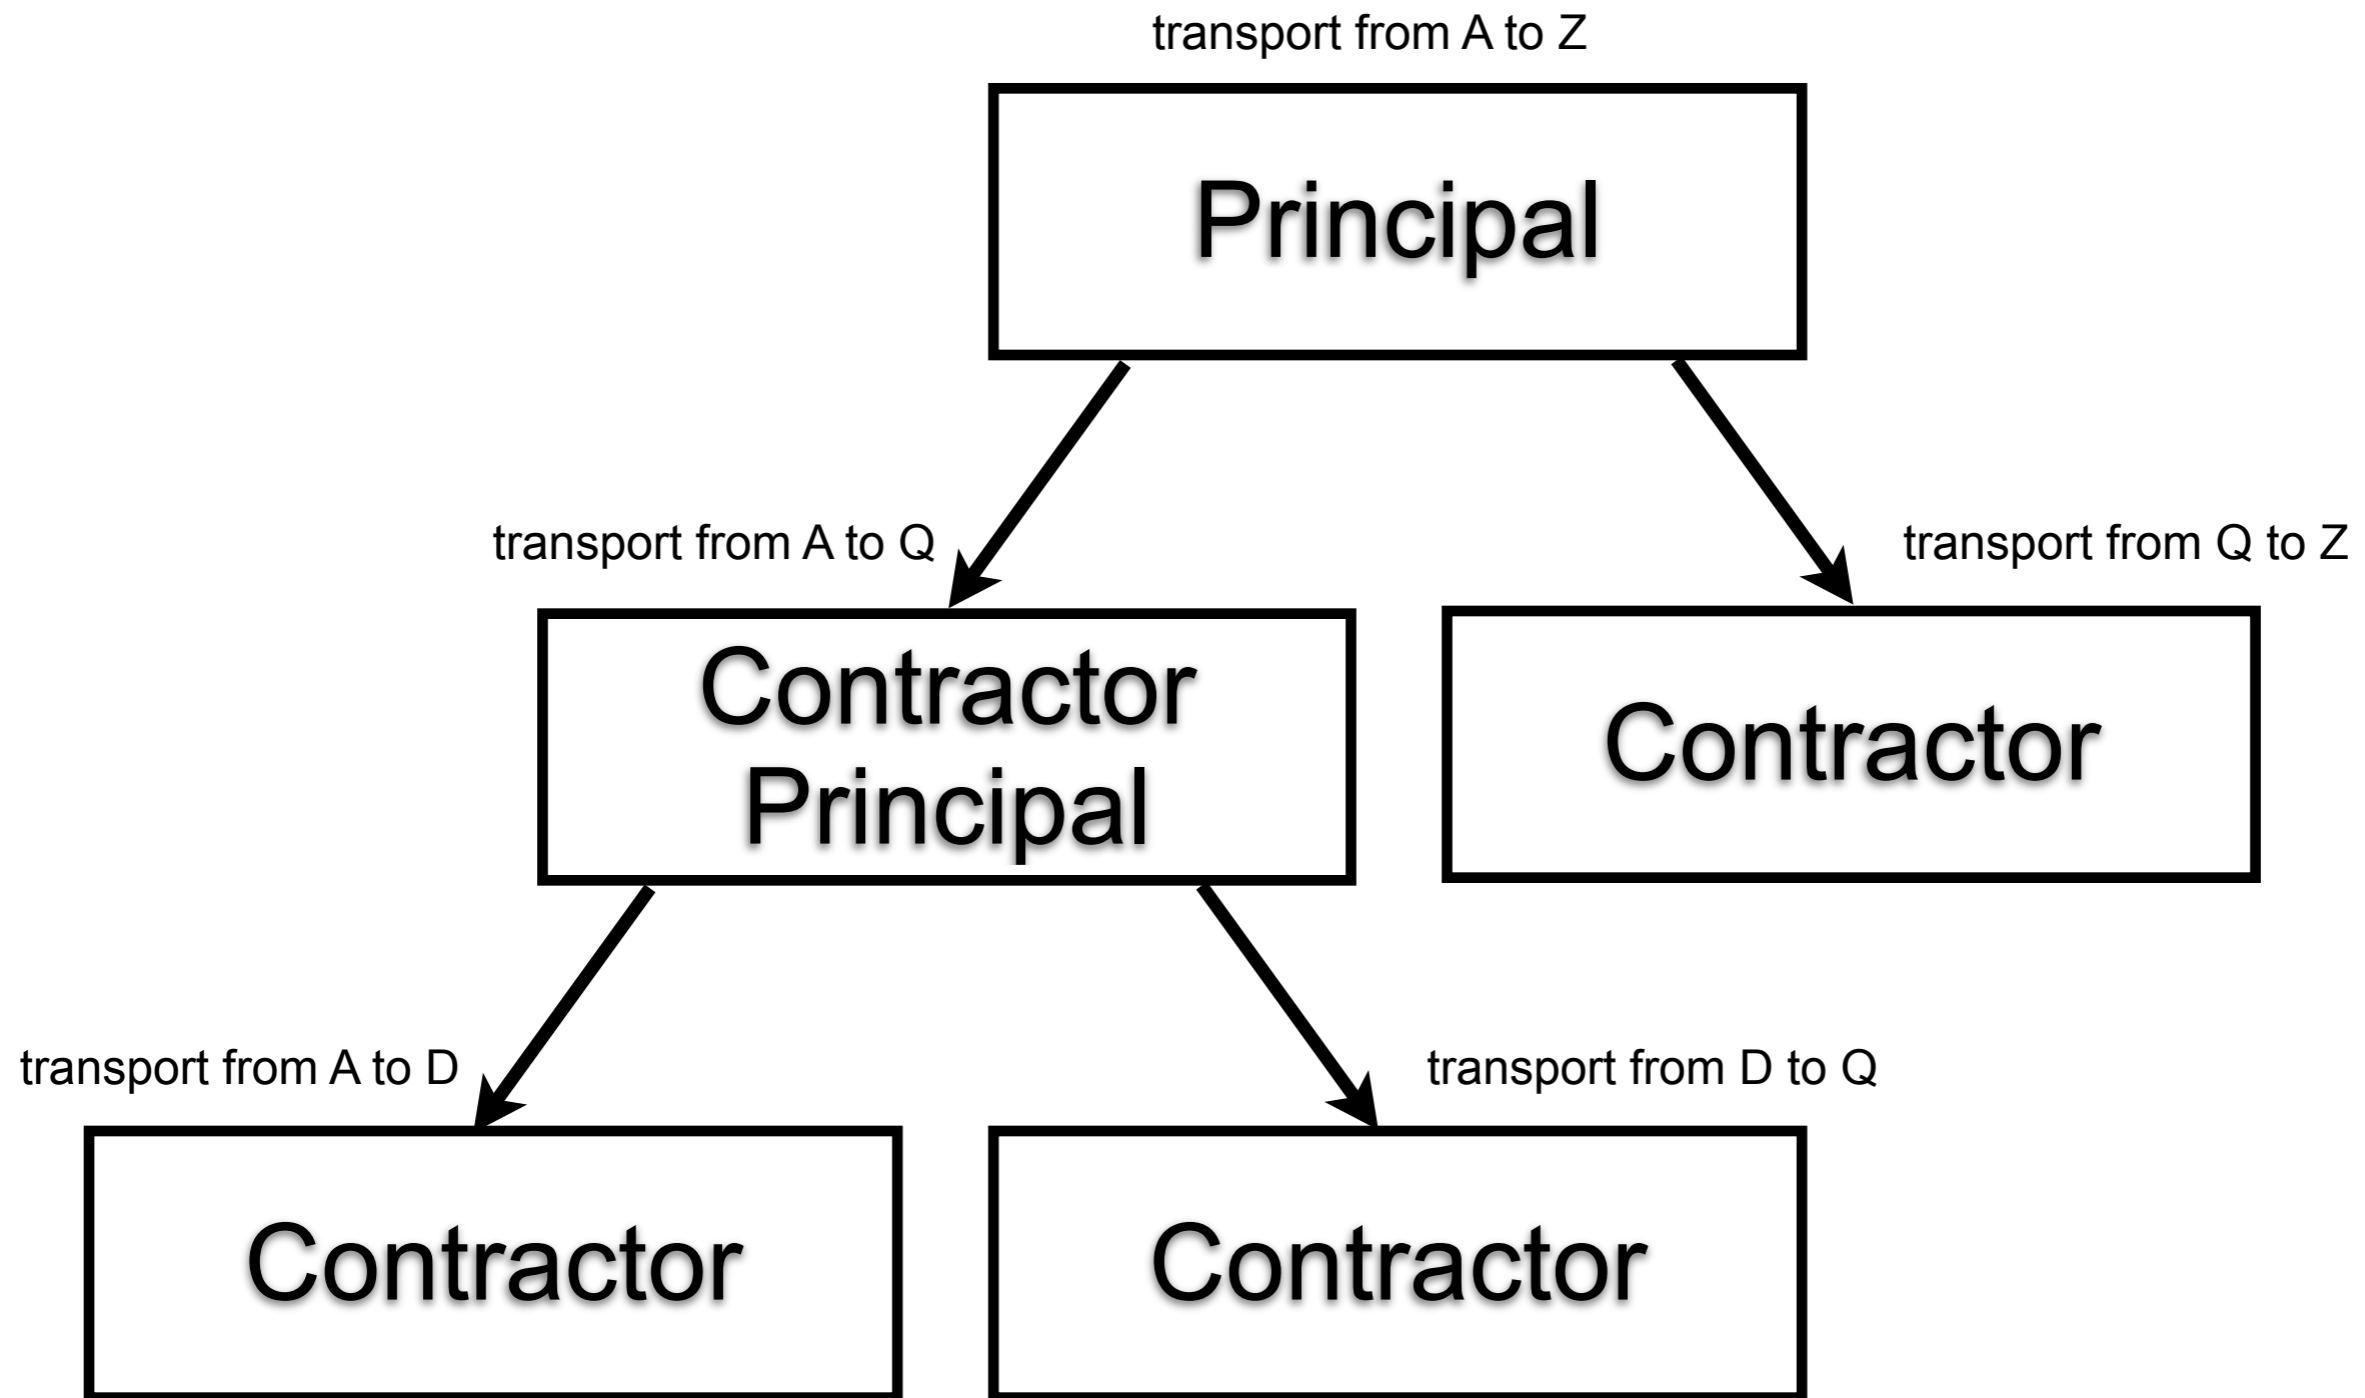 transport from A to Z
Principal
transport from A to Q
transport from Q to Z
Contractor
Principal
Contractor
transport from A to D
transport from D to Q
Contractor
Contractor